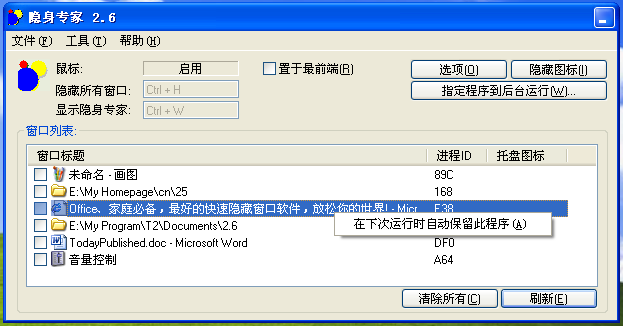 隐身专家 2.6
文件(F) 工具(T) 帮助(H)
鼠标: 启用 置于最前端(R) 选项(O) 隐藏图标(I)
隐藏所有窗口: Ctrl + H 指定程序到后台运行(W)...
显示隐身专家: Ctrl + W
窗口列表:
窗口标题 进程ID 托盘图标
未命名 - 画图 89C
E:\My Homepage\cn\25 168
Office、家庭必备，最好的快速隐藏窗口软件，放松你的世界! - Micr E38
在下次运行时自动保留此程序(A)
E:\My Program\T2\Documents\2.6
TodayPublished.doc - Microsoft Word DF0
音量控制 A64
清除所有(C) 刷新(E)